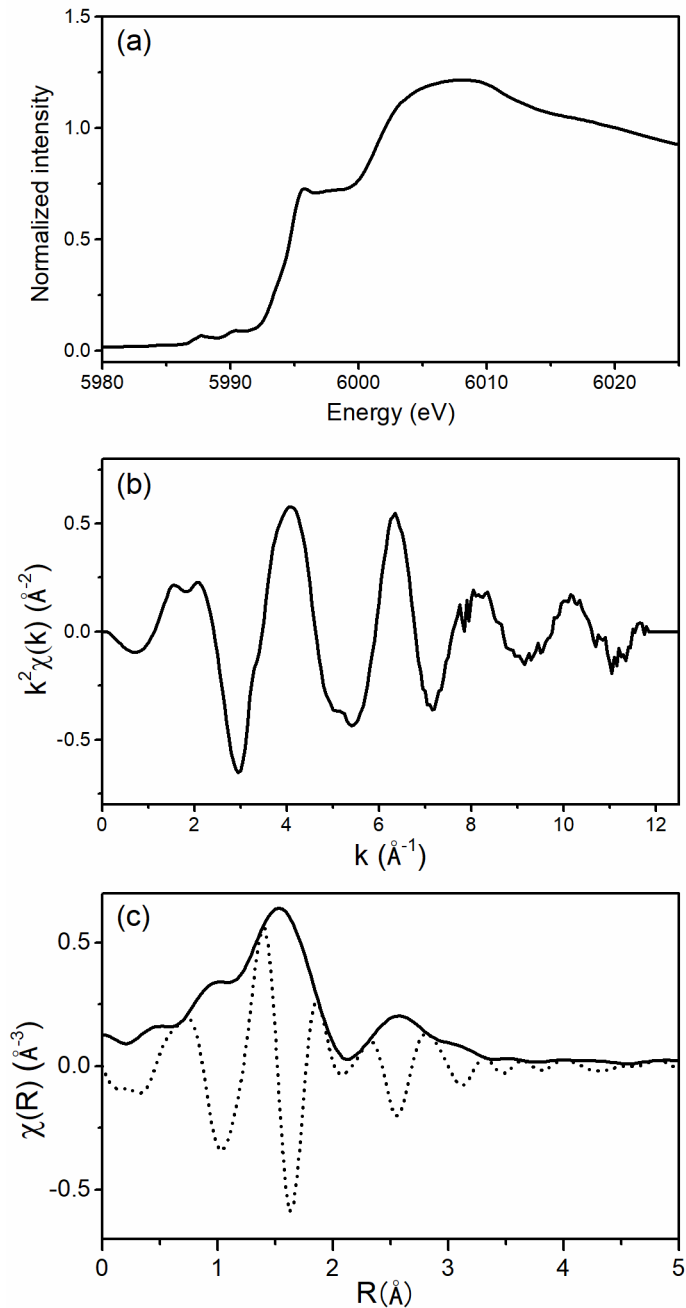 (a)
Normalized intensity
1.5
1.0
0.5
0.0
5980 5990 6000 6010 6020
Energy (eV)
(b)
k²χ(k) (Å⁻²)
0.5
0.0
-0.5
0 2 4 6 8 10 12
k (Å⁻¹)
(c)
χ(R) (Å⁻³)
0.5
0.0
-0.5
0 1 2 3 4 5
R(Å)